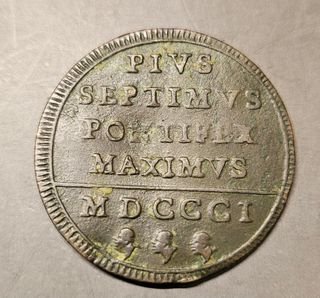 PIVS
SEPTIMVS
PONTIFEX
MAXIMVS
MDCCCI